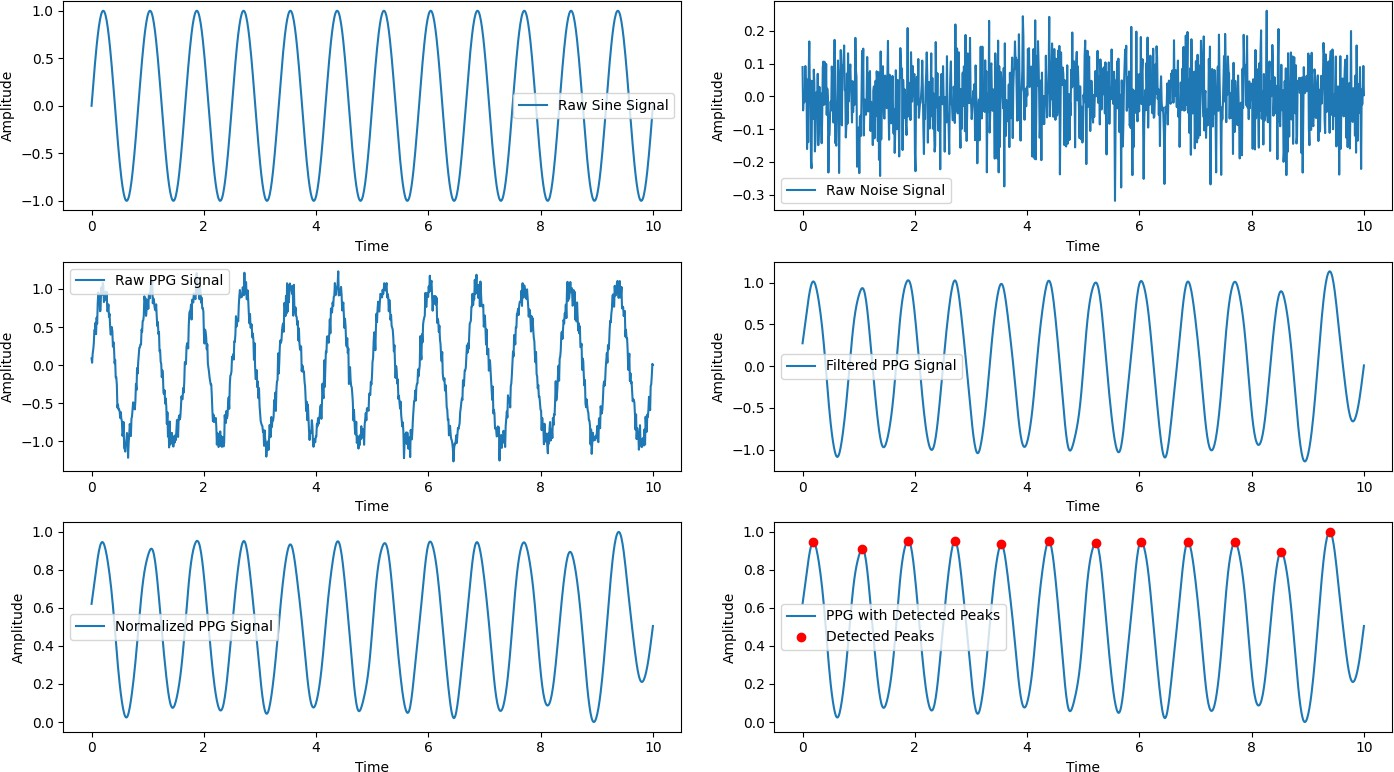 1.0
0.5
0.0
−0.5
−1.0
Amplitude
Raw Sine Signal
0 2 4 6 8 10
Time
0.2
0.1
0.0
−0.1
−0.2
−0.3
Amplitude
Raw Noise Signal
0 2 4 6 8 10
Time
1.0
0.5
0.0
−0.5
−1.0
Amplitude
Raw PPG Signal
0 2 4 6 8 10
Time
1.0
0.5
0.0
−0.5
−1.0
Amplitude
Filtered PPG Signal
0 2 4 6 8 10
Time
1.0
0.8
0.6
0.4
0.2
0.0
Amplitude
Normalized PPG Signal
0 2 4 6 8 10
Time
1.0
0.8
0.6
0.4
0.2
0.0
Amplitude
PPG with Detected Peaks
Detected Peaks
0 2 4 6 8 10
Time